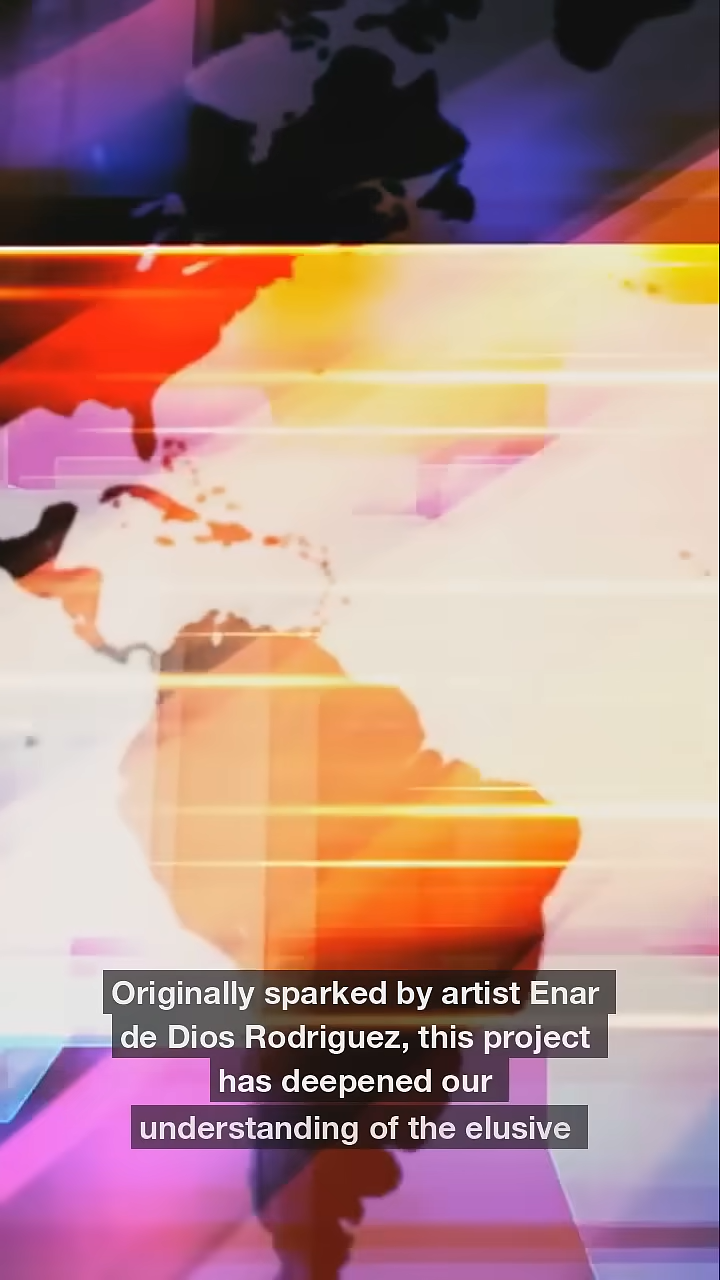 Originally sparked by artist Enar
de Dios Rodriguez, this project
has deepened our
understanding of the elusive